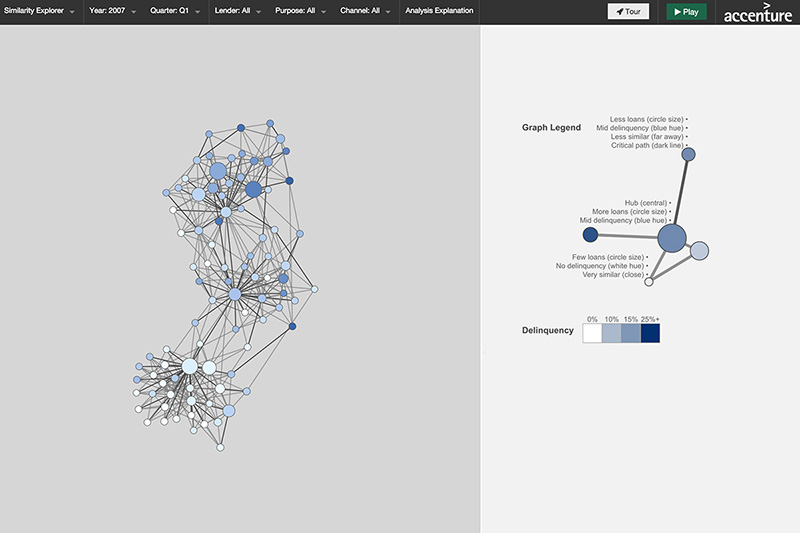 Similarity Explorer
Year: 2007
Quarter: Q1
Lender: All
Purpose: All
Channel: All
Analysis Explanation
Tour
Play
accenture
Graph Legend
Less loans (circle size) •
Mid delinquency (blue hue) •
Less similar (far away) •
Critical path (dark line) •
Hub (central) •
More loans (circle size) •
Mid delinquency (blue hue) •
Few loans (circle size) •
No delinquency (white hue) •
Very similar (close) •
0% 10% 15% 25%+
Delinquency